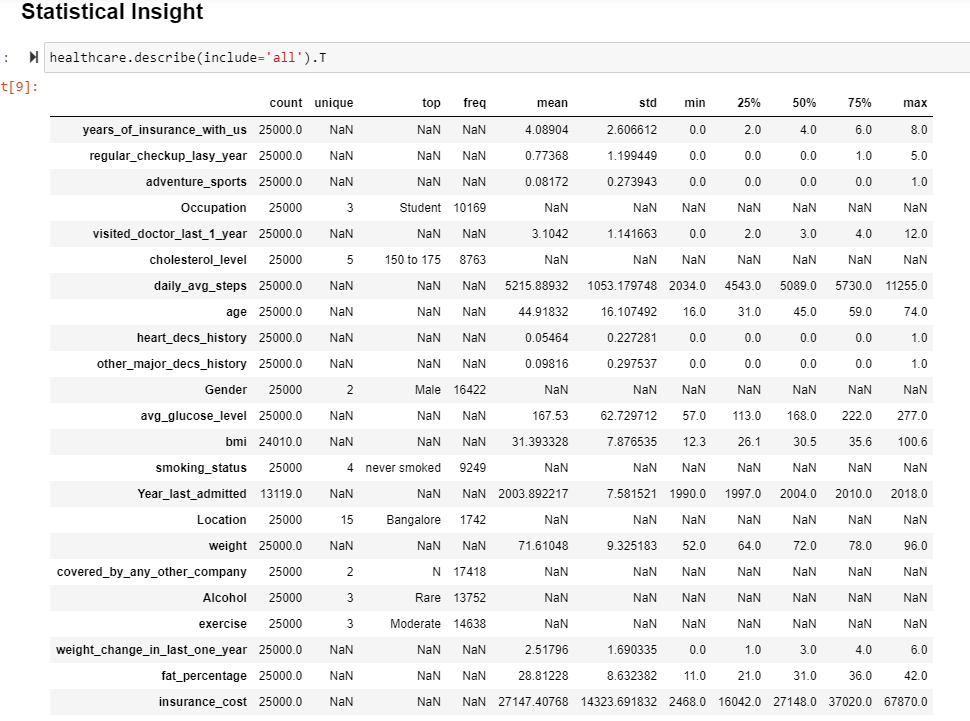 Statistical Insight
: healthcare.describe(include='all').T
t[9]:
count unique top freq mean std min 25% 50% 75% max
years_of_insurance_with_us 25000.0 NaN NaN NaN 4.08904 2.606612 0.0 2.0 4.0 6.0 8.0
regular_checkup_lasy_year 25000.0 NaN NaN NaN 0.77368 1.199449 0.0 0.0 0.0 1.0 5.0
adventure_sports 25000.0 NaN NaN NaN 0.08172 0.273943 0.0 0.0 0.0 0.0 1.0
Occupation 25000 3 Student 10169 NaN NaN NaN NaN NaN NaN NaN
visited_doctor_last_1_year 25000.0 NaN NaN NaN 3.1042 1.141663 0.0 2.0 3.0 4.0 12.0
cholesterol_level 25000 5 150 to 175 8763 NaN NaN NaN NaN NaN NaN NaN
daily_avg_steps 25000.0 NaN NaN NaN 5215.88932 1053.179748 2034.0 4543.0 5089.0 5730.0 11255.0
age 25000.0 NaN NaN NaN 44.91832 16.107492 16.0 31.0 45.0 59.0 74.0
heart_decs_history 25000.0 NaN NaN NaN 0.05464 0.227281 0.0 0.0 0.0 0.0 1.0
other_major_decs_history 25000.0 NaN NaN NaN 0.09816 0.297537 0.0 0.0 0.0 0.0 1.0
Gender 25000 2 Male 16422 NaN NaN NaN NaN NaN NaN NaN
avg_glucose_level 25000.0 NaN NaN NaN 167.53 62.729712 57.0 113.0 168.0 222.0 277.0
bmi 24010.0 NaN NaN NaN 31.393328 7.876535 12.3 26.1 30.5 35.6 100.6
smoking_status 25000 4 never smoked 9249 NaN NaN NaN NaN NaN NaN NaN
Year_last_admitted 13119.0 NaN NaN NaN 2003.892217 7.581521 1990.0 1997.0 2004.0 2010.0 2018.0
Location 25000 15 Bangalore 1742 NaN NaN NaN NaN NaN NaN NaN
weight 25000.0 NaN NaN NaN 71.61048 9.325183 52.0 64.0 72.0 78.0 96.0
covered_by_any_other_company 25000 2 N 17418 NaN NaN NaN NaN NaN NaN NaN
Alcohol 25000 3 Rare 13752 NaN NaN NaN NaN NaN NaN NaN
exercise 25000 3 Moderate 14638 NaN NaN NaN NaN NaN NaN NaN
weight_change_in_last_one_year 25000.0 NaN NaN NaN 2.51796 1.690335 0.0 1.0 3.0 4.0 6.0
fat_percentage 25000.0 NaN NaN NaN 28.81228 8.632382 11.0 21.0 31.0 36.0 42.0
insurance_cost 25000.0 NaN NaN NaN 27147.40768 14323.691832 2468.0 16042.0 27148.0 37020.0 67870.0